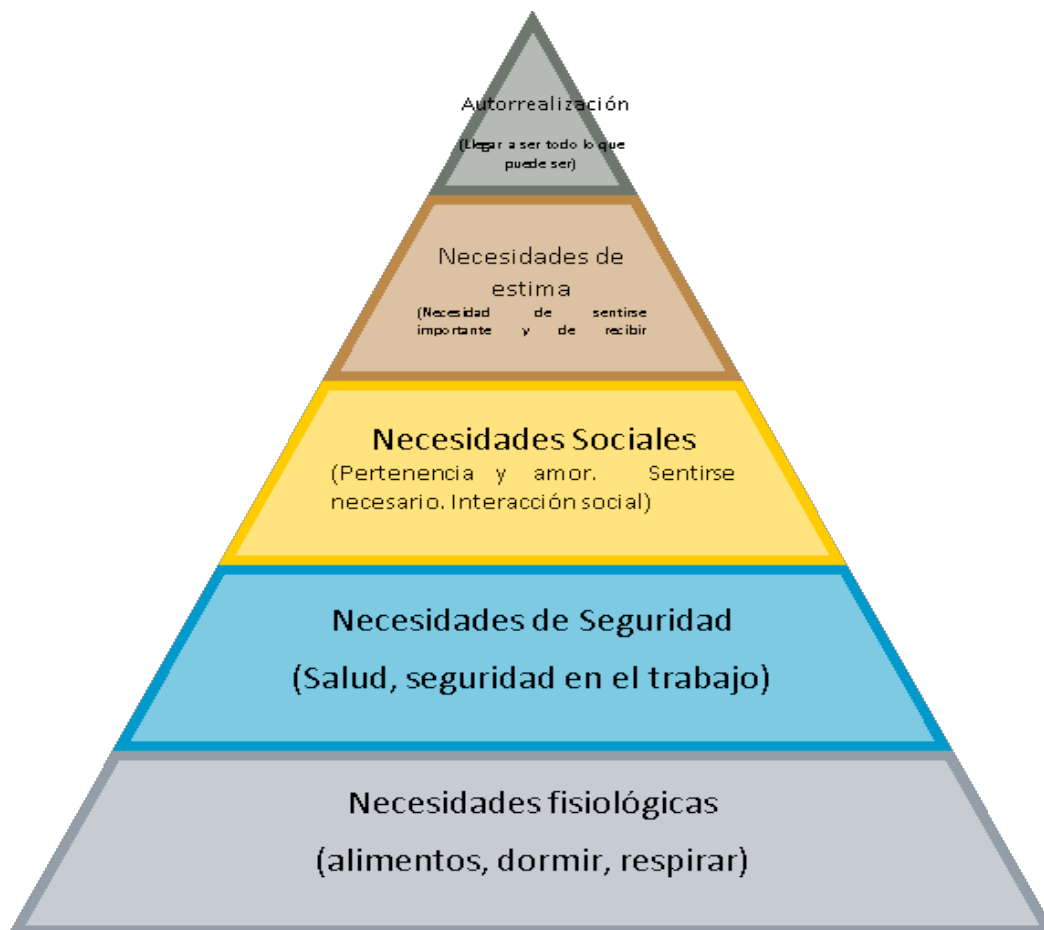 Autorrealización
(Llegar a ser todo lo que
puede ser)
Necesidades de
estima
(Necesidad de sentirse
importante y de recibir
Necesidades Sociales
(Pertenencia y amor. Sentirse
necesario. Interacción social)
Necesidades de Seguridad
(Salud, seguridad en el trabajo)
Necesidades fisiológicas
(alimentos, dormir, respirar)